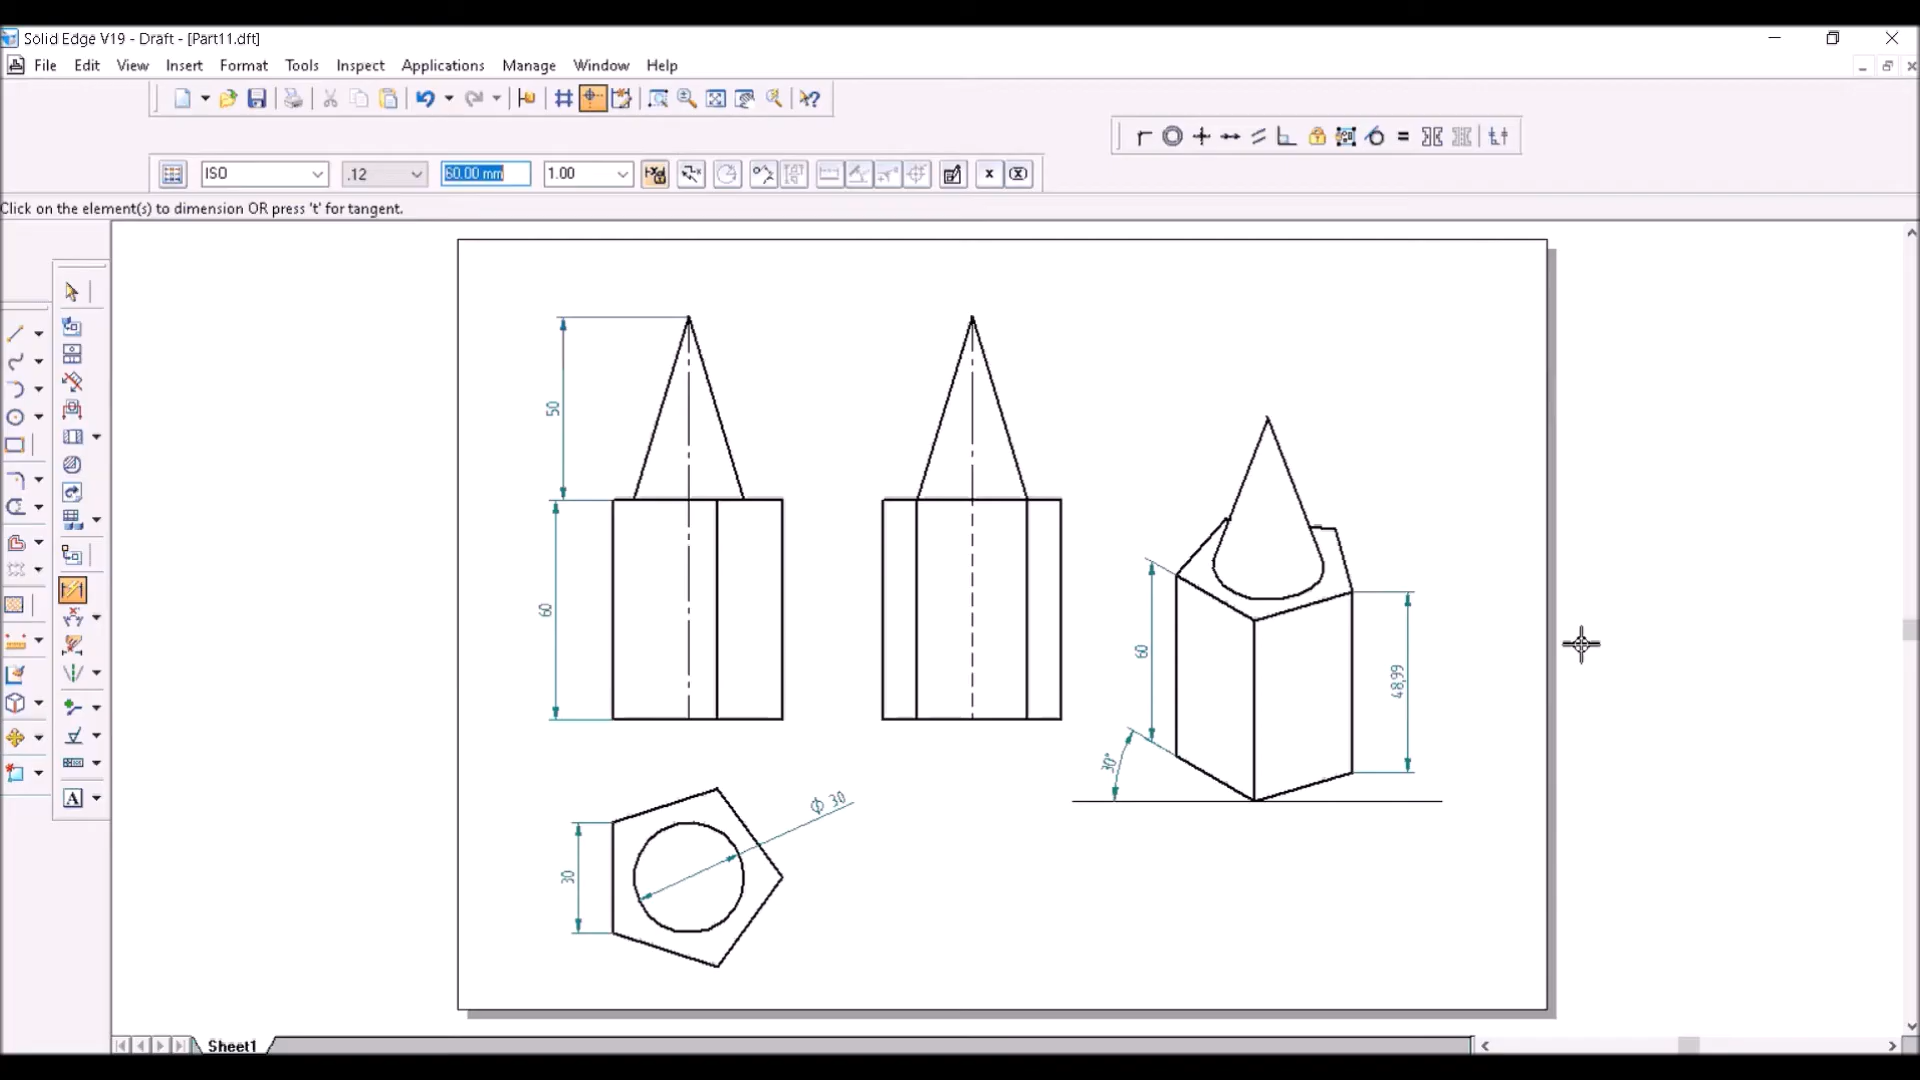 Solid Edge V19 - Draft - [Part11.dft]
File Edit View Insert Format Tools Inspect Applications Manage Window Help
ISO .12 60.00 mm 1.00
Click on the element(s) to dimension OR press 't' for tangent.
50
60
60
48,99
30°
30
ϕ 30
A
Sheet1